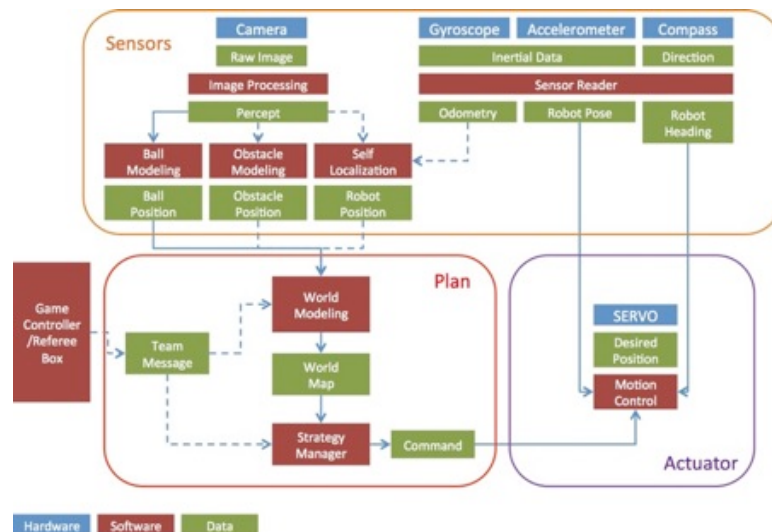 Sensors
Camera
Gyroscope
Accelerometer
Compass
Raw Image
Inertial Data
Direction
Image Processing
Sensor Reader
Percept
Odometry
Robot Pose
Robot
Heading
Ball
Modeling
Obstacle
Modeling
Self
Localization
Ball
Position
Obstacle
Position
Robot
Position
Plan
Game
Controller
/Referee
Box
Team
Message
World
Modeling
World
Map
Strategy
Manager
Command
SERVO
Desired
Position
Motion
Control
Actuator
Hardware
Software
Data